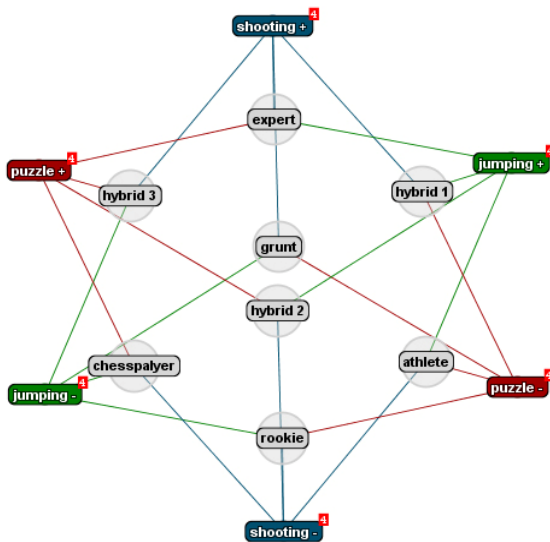 4
shooting +
expert
4
puzzle +
4
jumping +
hybrid 3
hybrid 1
grunt
hybrid 2
chesspalyer
athlete
4
jumping -
4
puzzle -
rookie
4
shooting -